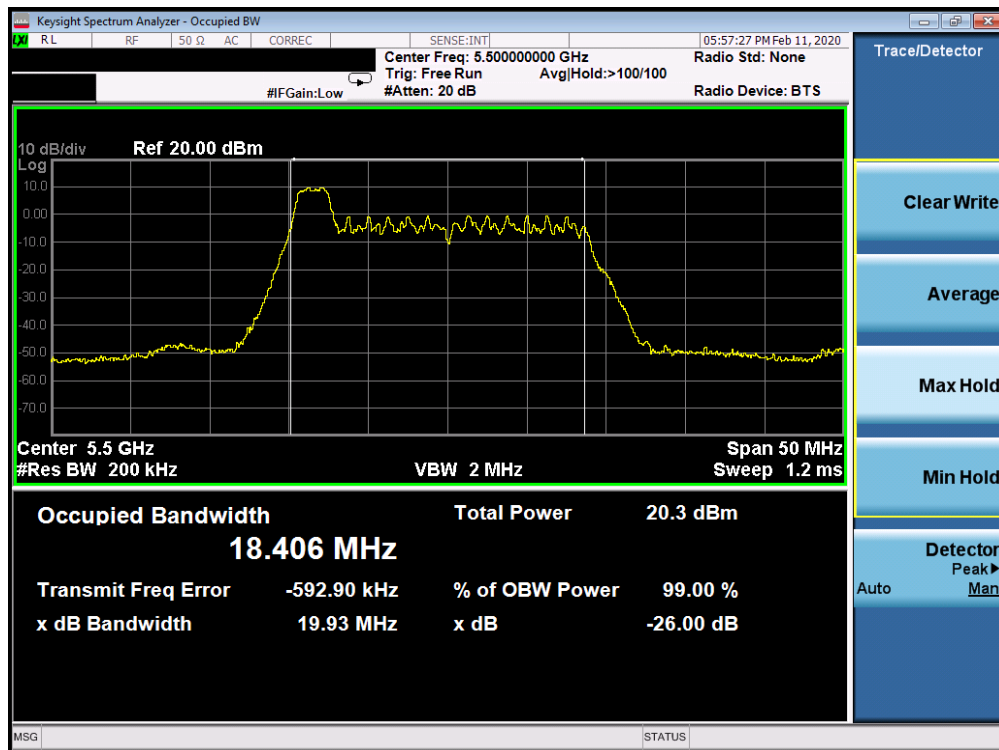 Keysight Spectrum Analyzer - Occupied BW
LXI RL RF 50 Ω AC CORREC SENSE:INT 05:57:27 PM Feb 11, 2020
Center Freq: 5.500000000 GHz Radio Std: None
Trig: Free Run Avg|Hold:>100/100
#IFGain:Low #Atten: 20 dB Radio Device: BTS
10 dB/div Ref 20.00 dBm
Log
10.0
0.00
-10.0
-20.0
-30.0
-40.0
-50.0
-60.0
-70.0
Center 5.5 GHz Span 50 MHz
#Res BW 200 kHz VBW 2 MHz Sweep 1.2 ms
Occupied Bandwidth Total Power 20.3 dBm
18.406 MHz
Transmit Freq Error -592.90 kHz % of OBW Power 99.00 %
x dB Bandwidth 19.93 MHz x dB -26.00 dB
MSG STATUS
Trace/Detector
Clear Write
Average
Max Hold
Min Hold
Detector
Peak▶
Auto Man